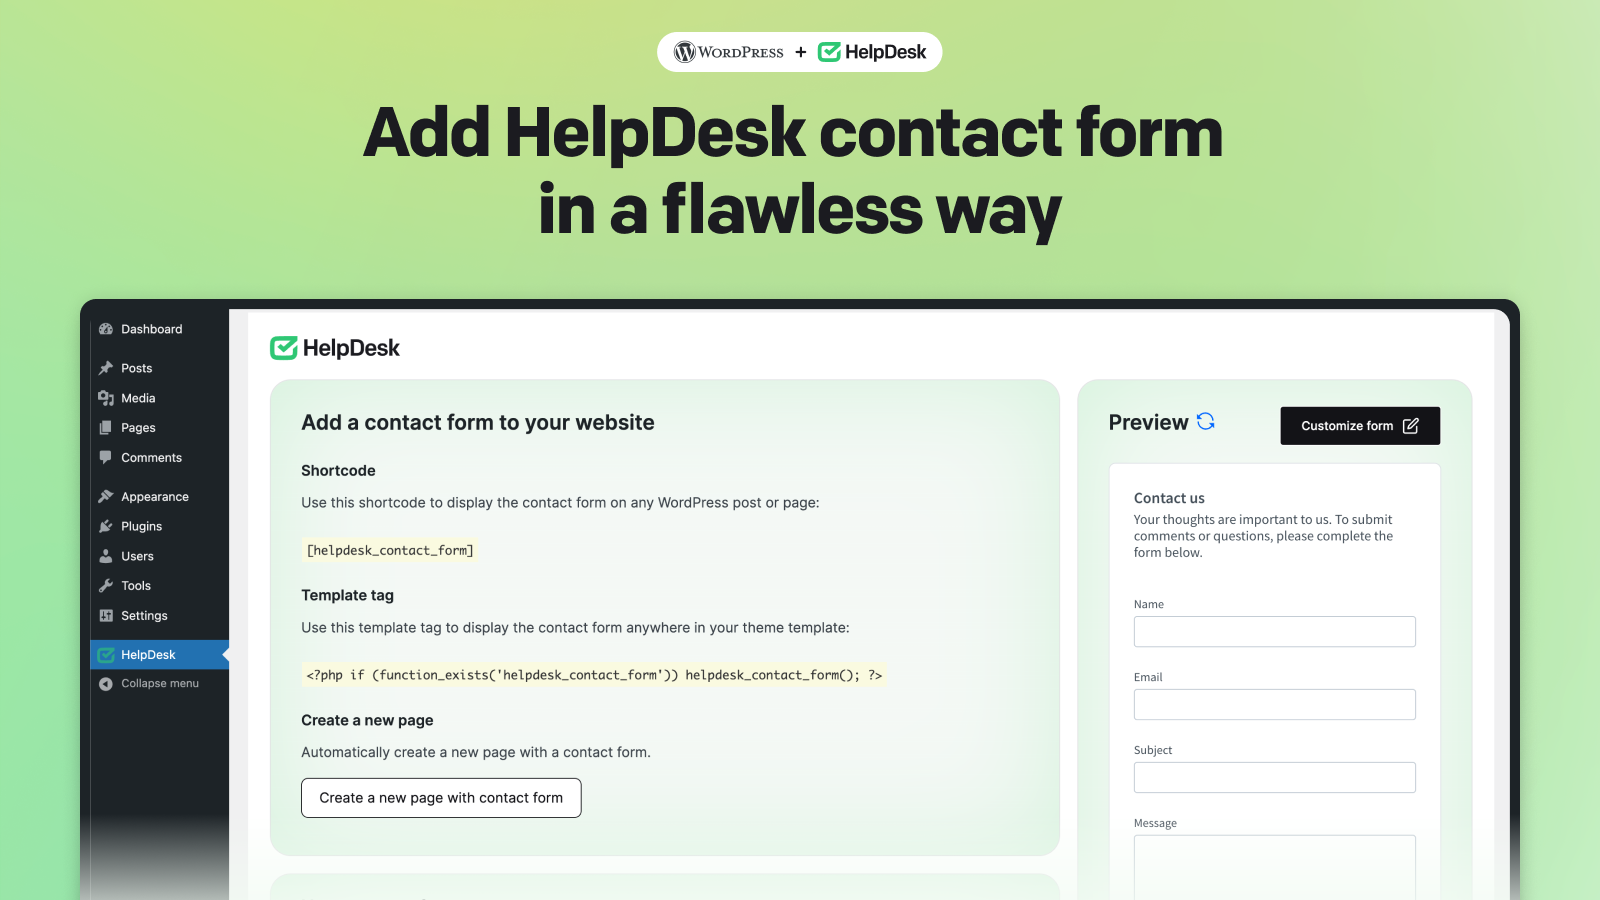 WORDPRESS + HelpDesk
Add HelpDesk contact form
in a flawless way
Dashboard
Posts
Media
Pages
Comments
Appearance
Plugins
Users
Tools
Settings
HelpDesk
Collapse menu
HelpDesk
Add a contact form to your website
Shortcode
Use this shortcode to display the contact form on any WordPress post or page:
[helpdesk_contact_form]
Template tag
Use this template tag to display the contact form anywhere in your theme template:
<?php if (function_exists('helpdesk_contact_form')) helpdesk_contact_form(); ?>
Create a new page
Automatically create a new page with a contact form.
Create a new page with contact form
Preview
Customize form
Contact us
Your thoughts are important to us. To submit
comments or questions, please complete the
form below.
Name
Email
Subject
Message